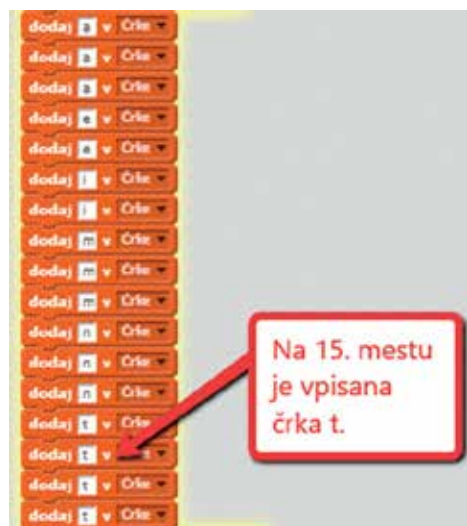 dodaj a v Črke
dodaj a v Črke
dodaj a v Črke
dodaj e v Črke
dodaj e v Črke
dodaj i v Črke
dodaj i v Črke
dodaj m v Črke
dodaj m v Črke
dodaj m v Črke
dodaj n v Črke
dodaj n v Črke
dodaj n v Črke
dodaj t v Črke
dodaj t v
dodaj t v Črke
dodaj t v Črke
Na 15. mestu
je vpisana
črka t.